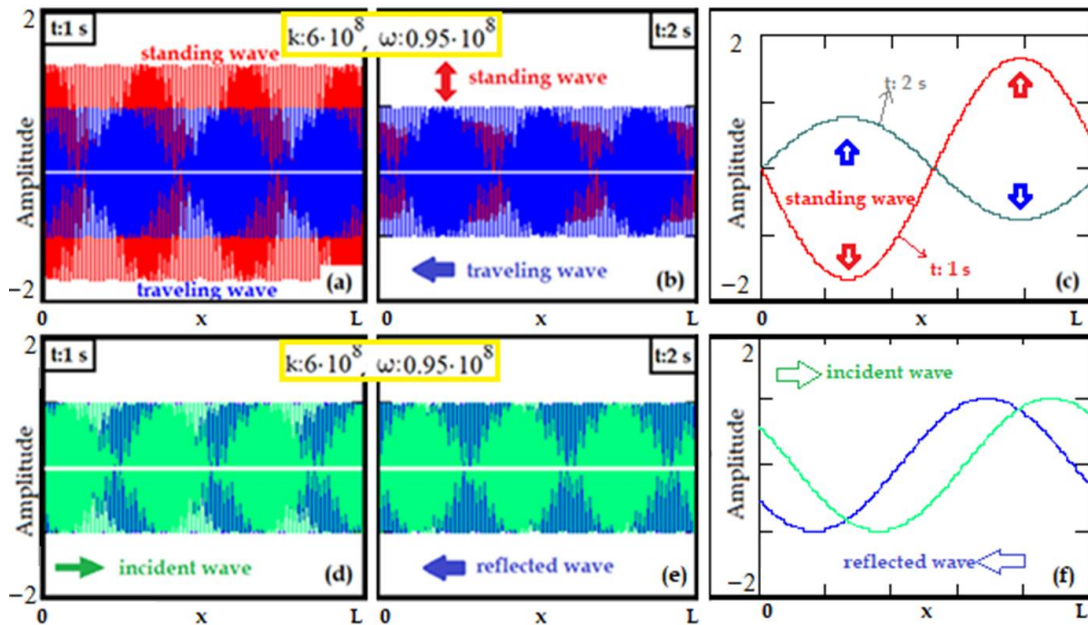 2
t:1 s
k:6·10⁸, ω:0.95·10⁸
t:2 s
standing wave
standing wave
Amplitude
traveling wave
traveling wave
(a)
(b)
−2
0
x
L
0
x
L
2
t: 2 s
Amplitude
standing wave
t: 1 s
(c)
−2
0
x
L
2
t:1 s
k:6·10⁸, ω:0.95·10⁸
t:2 s
Amplitude
incident wave
(d)
reflected wave
(e)
−2
0
x
L
0
x
L
2
incident wave
Amplitude
reflected wave
(f)
−2
0
x
L